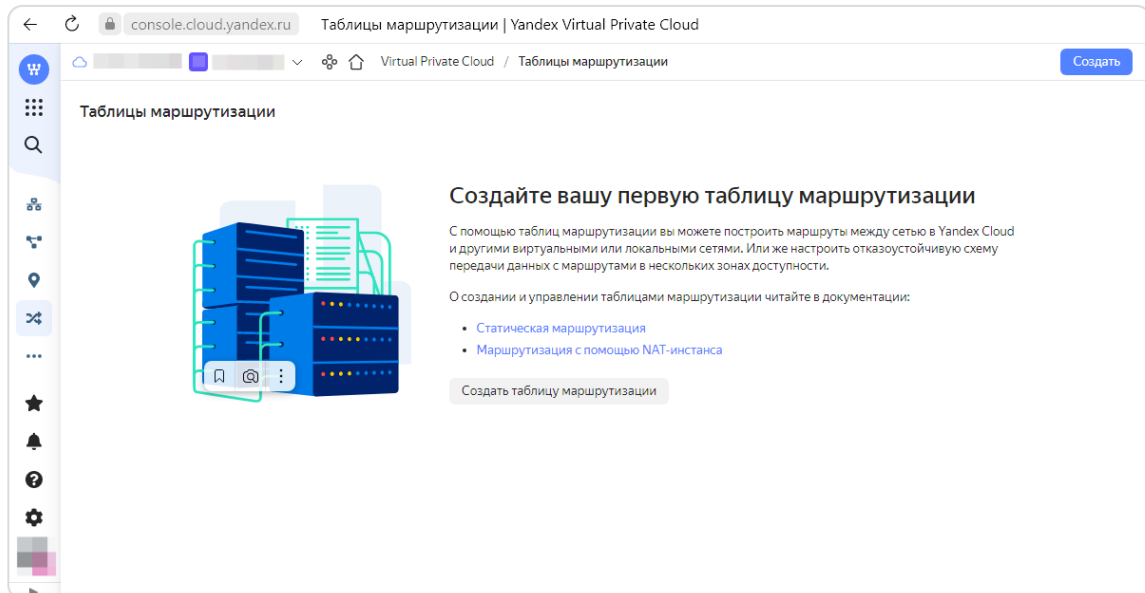 console.cloud.yandex.ru Таблицы маршрутизации | Yandex Virtual Private Cloud
Virtual Private Cloud / Таблицы маршрутизации
Создать
Таблицы маршрутизации
Создайте вашу первую таблицу маршрутизации
С помощью таблиц маршрутизации вы можете построить маршруты между сетью в Yandex Cloud
и другими виртуальными или локальными сетями. Или же настроить отказоустойчивую схему
передачи данных с маршрутами в нескольких зонах доступности.
О создании и управлении таблицами маршрутизации читайте в документации:
• Статическая маршрутизация
• Маршрутизация с помощью NAT-инстанса
Создать таблицу маршрутизации